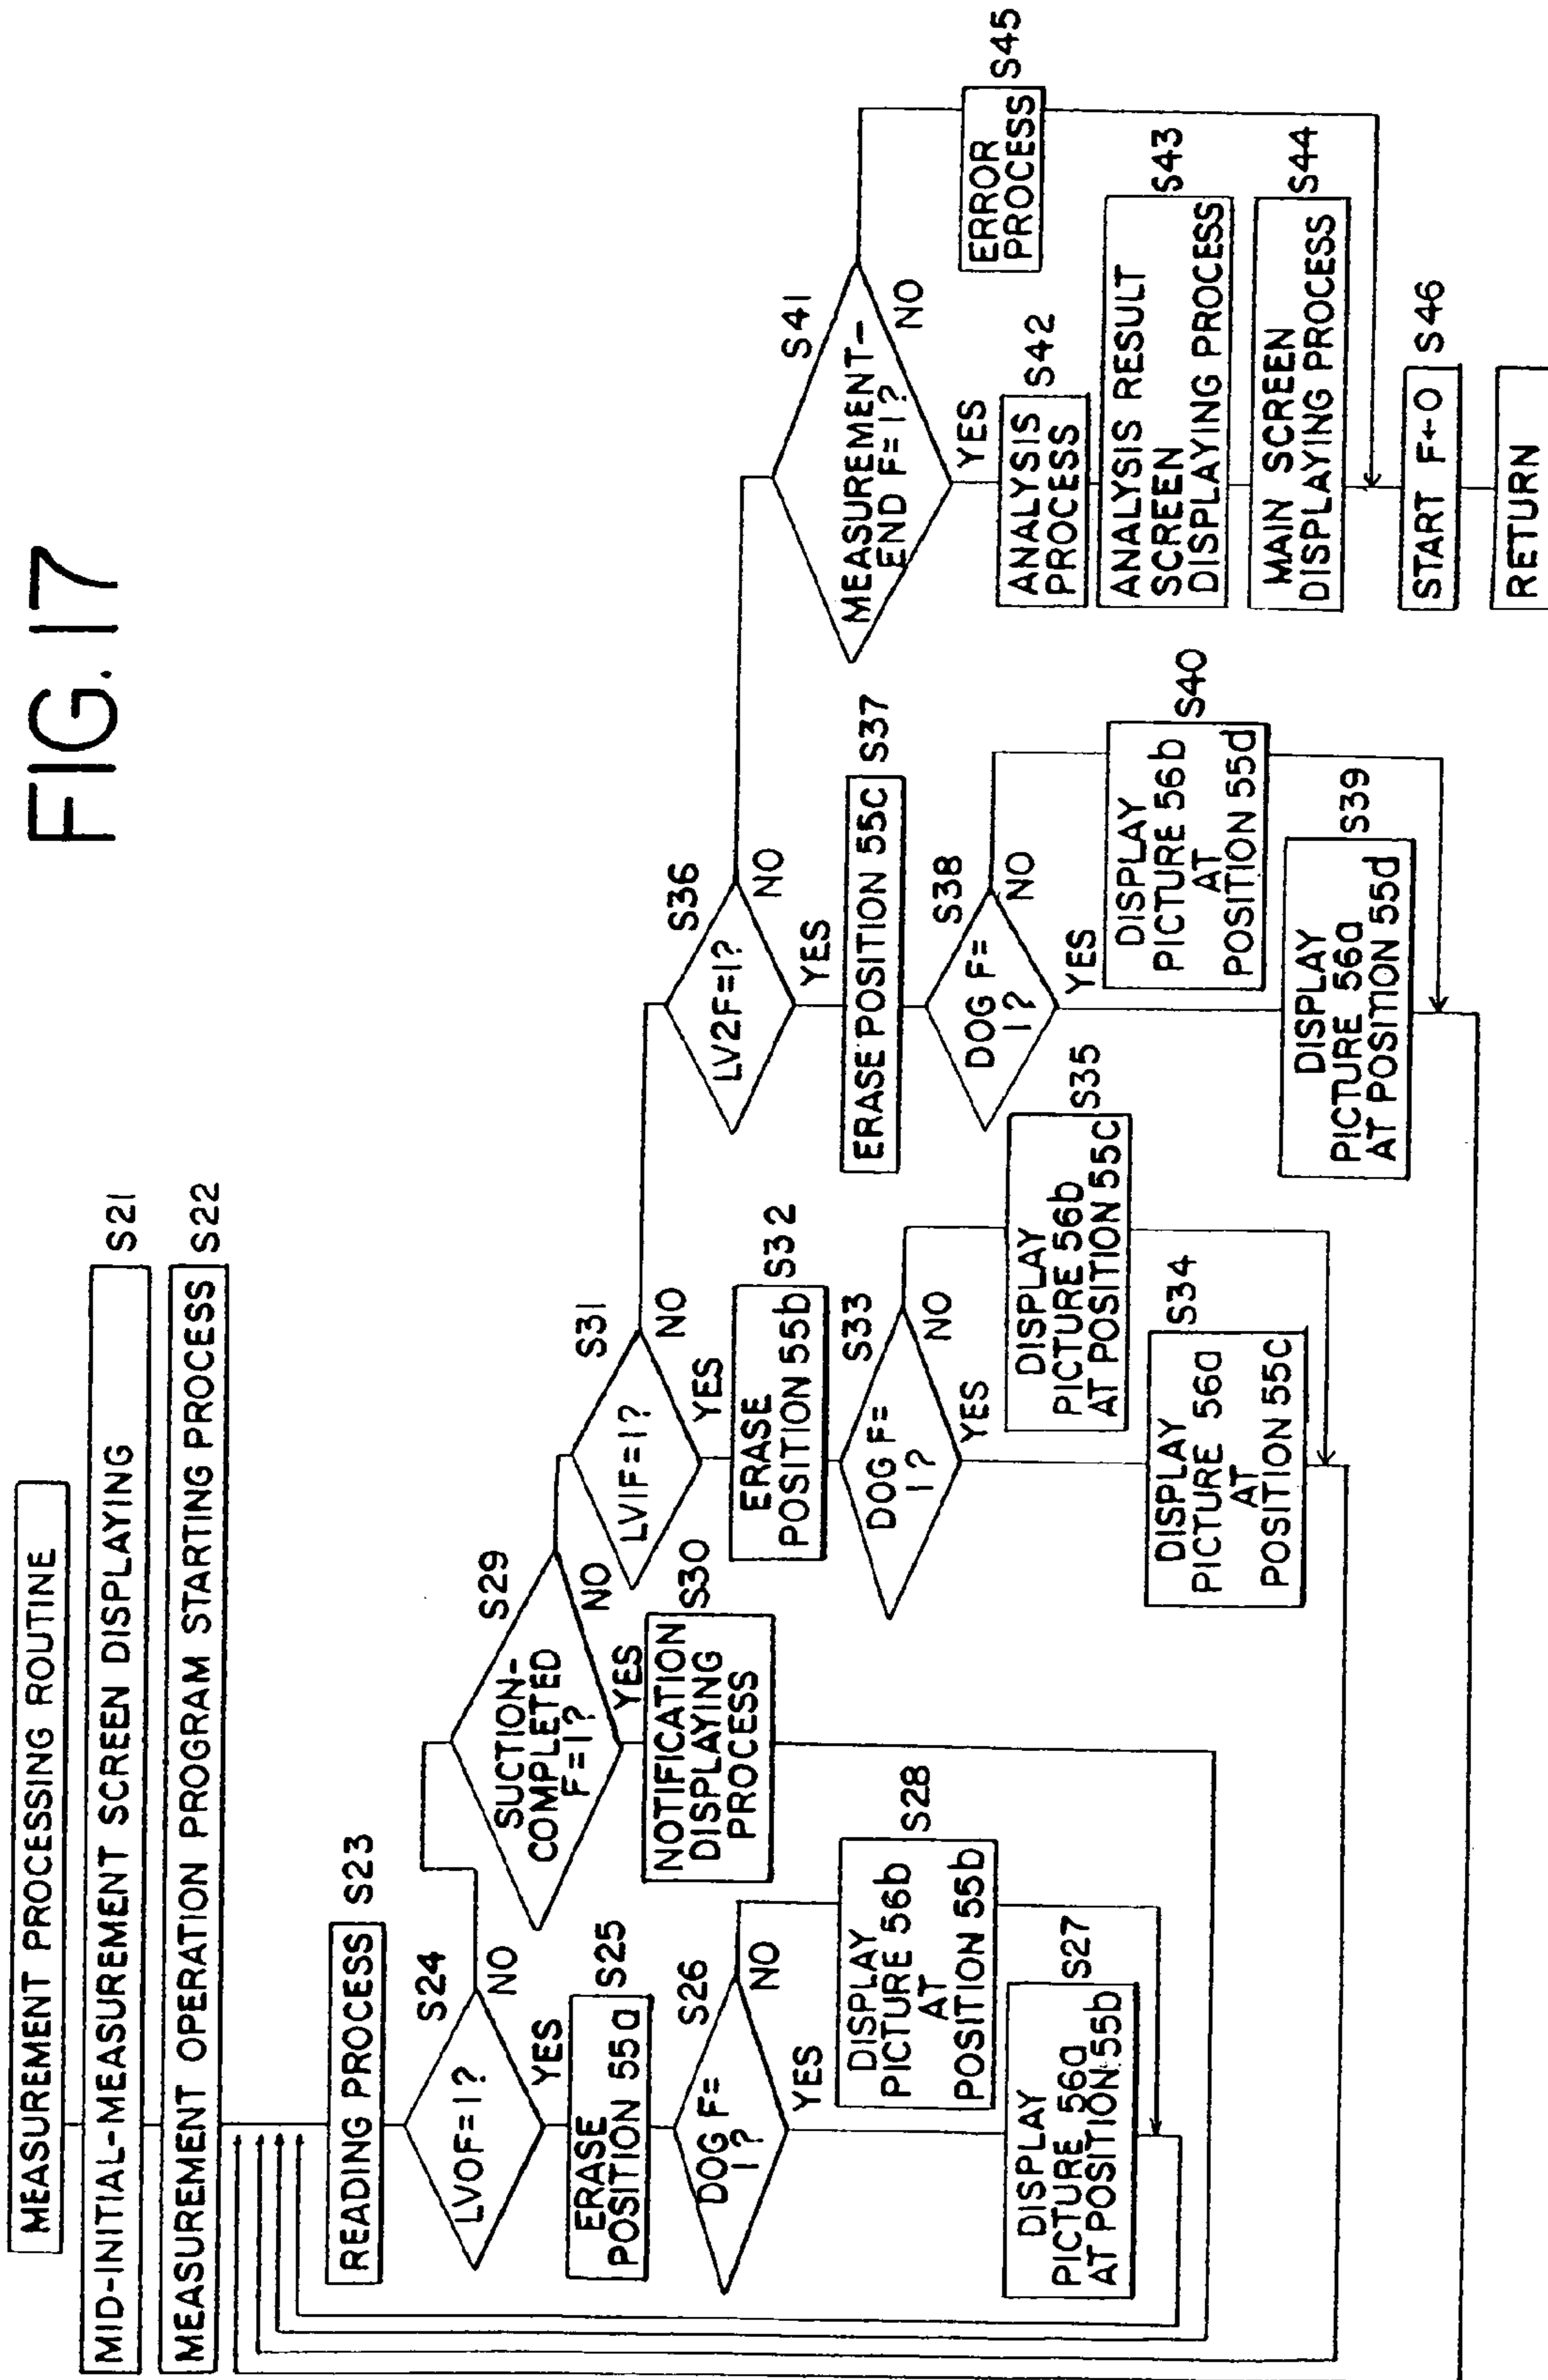 FIG. 17
MEASUREMENT PROCESSING ROUTINE
MID-INITIAL-MEASUREMENT SCREEN DISPLAYING
S21
MEASUREMENT OPERATION PROGRAM STARTING PROCESS
S22
READING PROCESS
S23
LV0F=1?
S24
NO
YES
ERASE
POSITION 55a
S25
DOG F=
1?
S26
NO
YES
DISPLAY
PICTURE 56b
AT
POSITION 55b
S28
DISPLAY
PICTURE 56a
AT POSITION 55b
S27
SUCTION-
COMPLETED
F=1?
S29
NO
YES
NOTIFICATION
DISPLAYING
PROCESS
S30
LV1F=1?
S31
NO
YES
ERASE
POSITION 55b
S32
DOG F=
1?
S33
NO
YES
DISPLAY
PICTURE 56b
AT POSITION 55C
S35
DISPLAY
PICTURE 56a
AT
POSITION 55C
S34
LV2F=1?
S36
NO
YES
ERASE POSITION 55C
S37
DOG F=
1?
S38
NO
YES
DISPLAY
PICTURE 56b
AT
POSITION 55d
S40
DISPLAY
PICTURE 56a
AT POSITION 55d
S39
MEASUREMENT-
END F=1?
S41
NO
YES
ANALYSIS
PROCESS
S42
ERROR
PROCESS
S45
ANALYSIS RESULT
SCREEN
DISPLAYING PROCESS
S43
MAIN SCREEN
DISPLAYING PROCESS
S44
START F←0
S46
RETURN